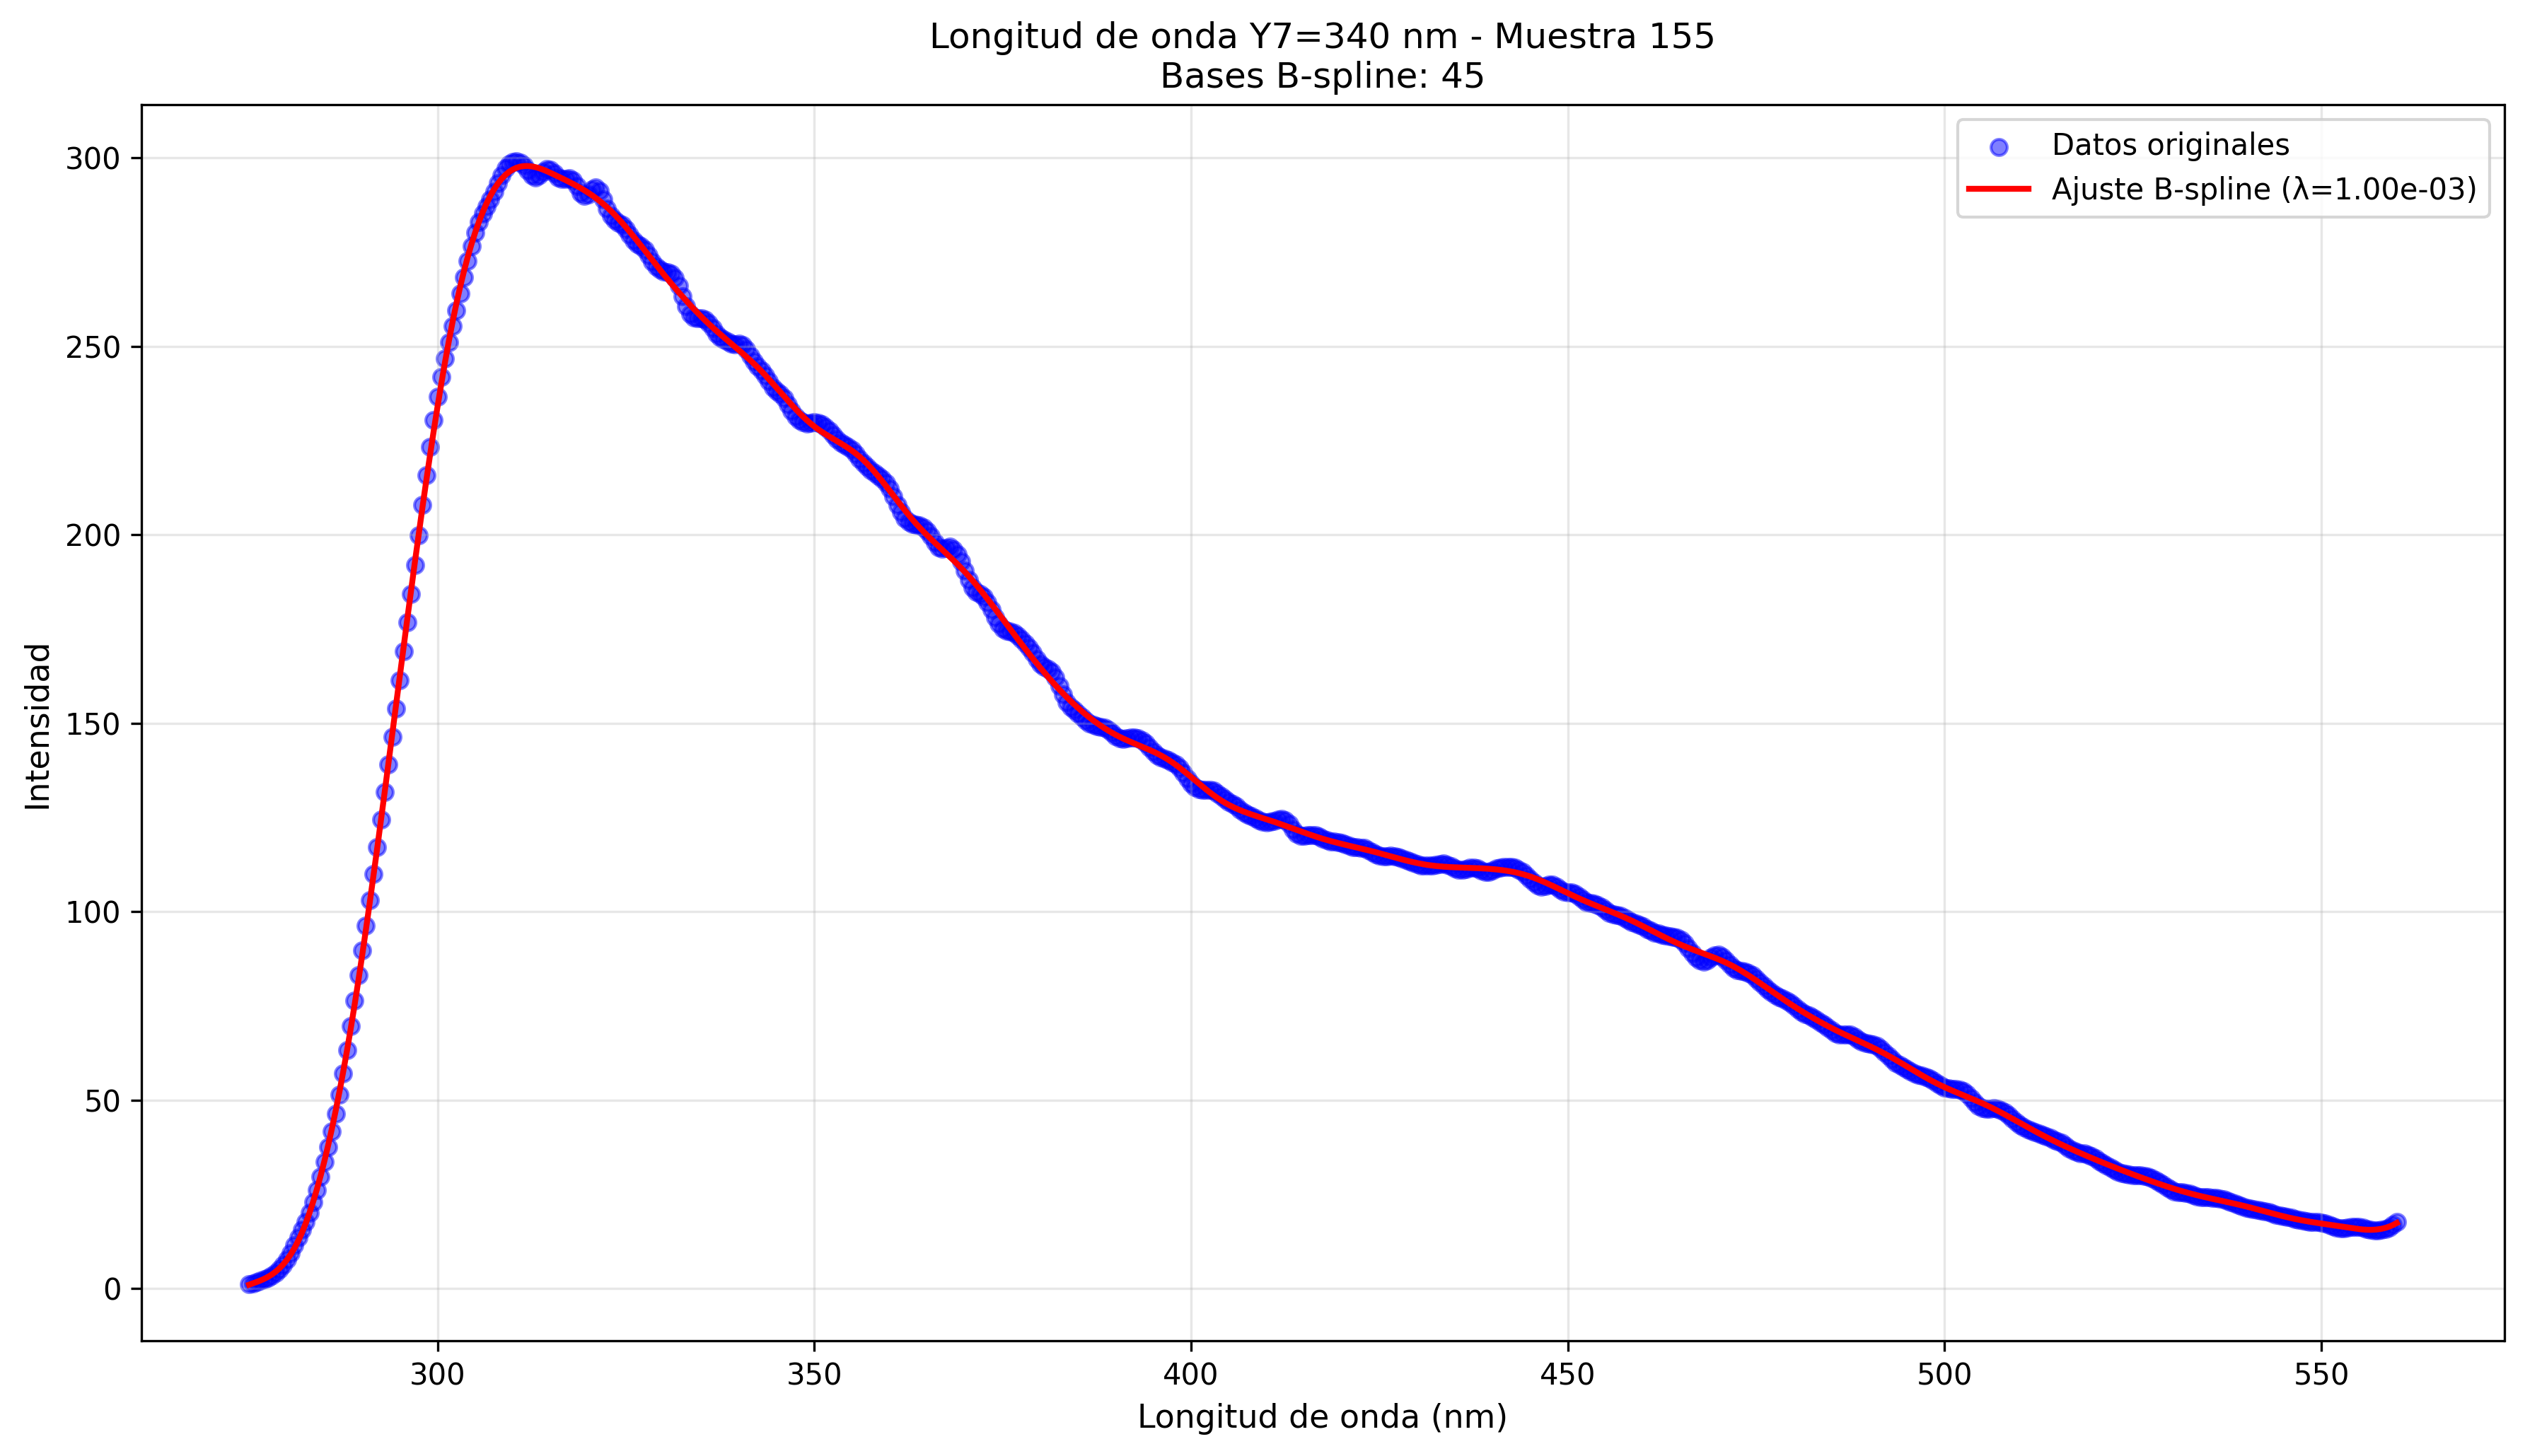 Longitud de onda Y7=340 nm - Muestra 155
Bases B-spline: 45
Datos originales
Ajuste B-spline (λ=1.00e-03)
Intensidad
300
250
200
150
100
50
0
300 350 400 450 500 550
Longitud de onda (nm)